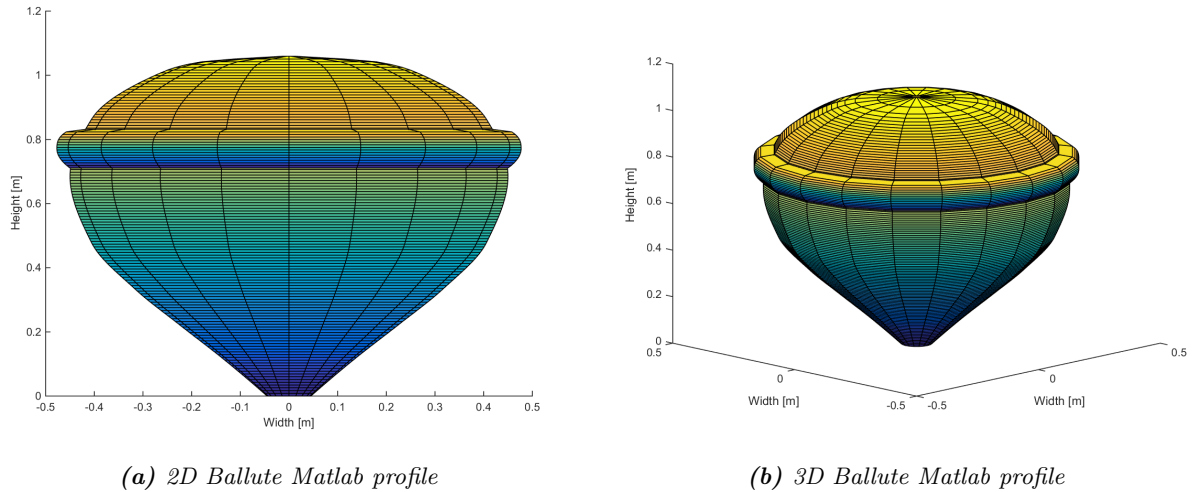 1.2
1
0.8
0.6
0.4
0.2
0
Height [m]
-0.5 -0.4 -0.3 -0.2 -0.1 0 0.1 0.2 0.3 0.4 0.5
Width [m]
(a) 2D Ballute Matlab profile
1.2
1
0.8
0.6
0.4
0.2
0
Height [m]
0.5 0 -0.5
Width [m]
-0.5 0 0.5
Width [m]
(b) 3D Ballute Matlab profile